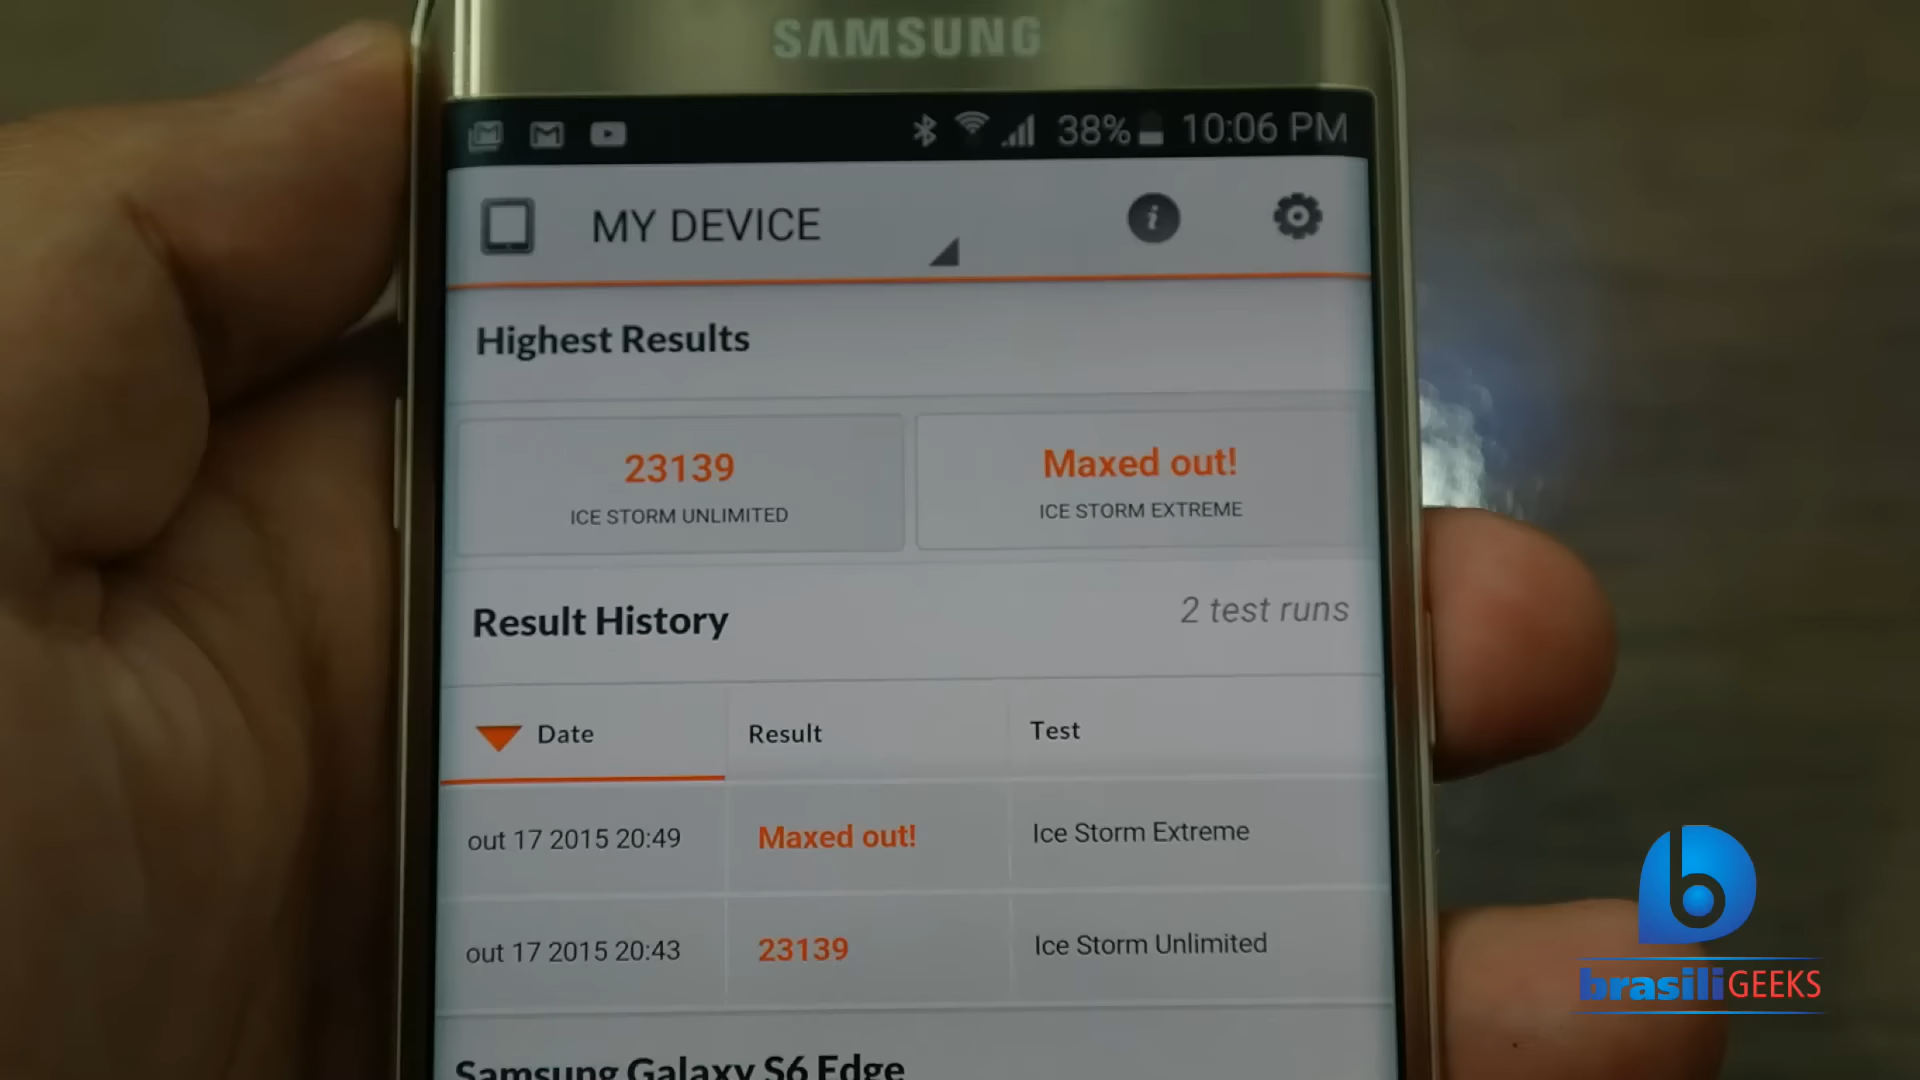 SAMSUNG
38% 10:06 PM
MY DEVICE
Highest Results
23139
ICE STORM UNLIMITED
Maxed out!
ICE STORM EXTREME
Result History
2 test runs
Date Result Test
out 17 2015 20:49 Maxed out! Ice Storm Extreme
out 17 2015 20:43 23139 Ice Storm Unlimited
Samsung Galaxy S6 Edge
b
brasiliGEEKS